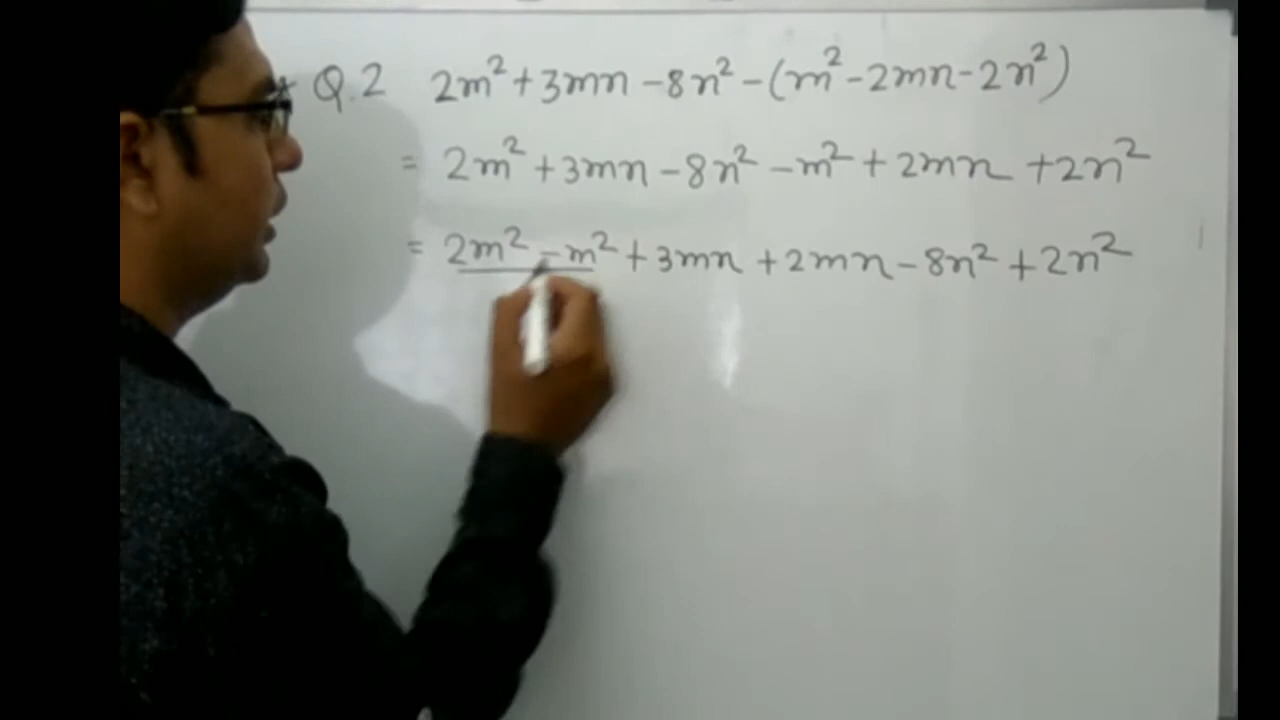 * Q.2 2m² + 3mn - 8n² - (m² - 2mn - 2n²)
= 2m² + 3mn - 8n² - m² + 2mn + 2n²
= 2m² - m² + 3mn + 2mn - 8n² + 2n²